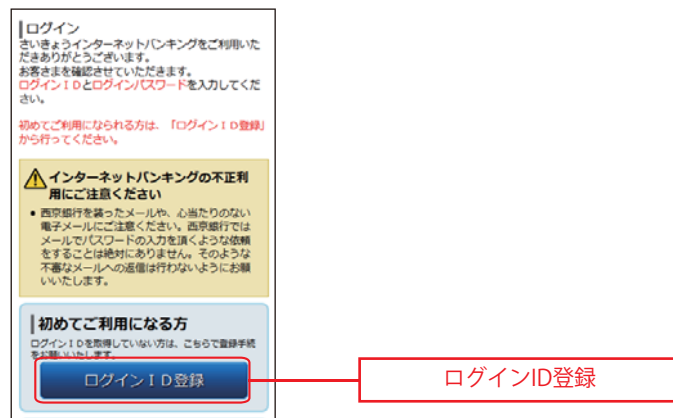 ログイン
さいきょうインターネットバンキングをご利用いた
だきありがとうございます。
お客さまを確認させていただきます。
ログインＩＤとログインパスワードを入力してくだ
さい。
初めてご利用になられる方は、「ログインＩＤ登録」
から行ってください。
インターネットバンキングの不正利
用にご注意ください
• 西京銀行を装ったメールや、心当たりのない
電子メールにご注意ください。西京銀行では
メールでパスワードの入力を頂くような依頼
をすることは絶対にありません。そのような
不審なメールへの返信は行わないようにお願
いいたします。
初めてご利用になる方
ログインＩＤを取得していない方は、こちらで登録手続
をお願いいたします。
ログインＩＤ登録
ログインID登録